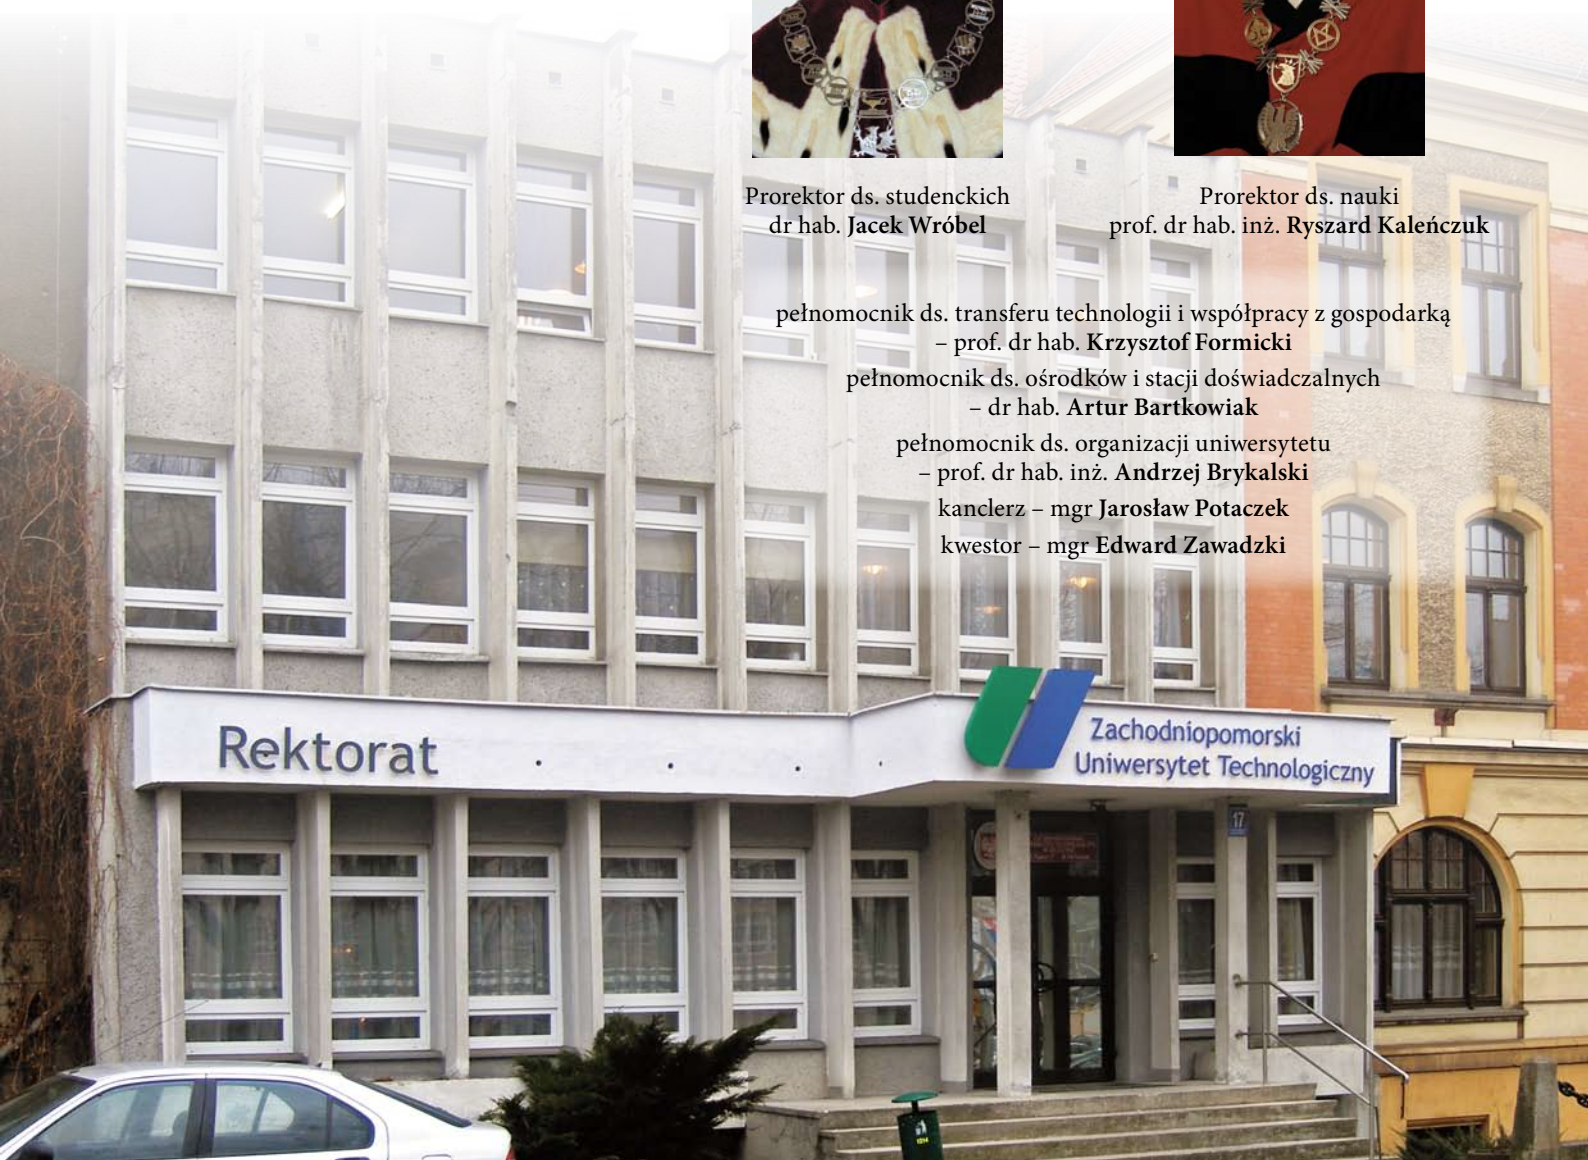 Prorektor ds. studenckich
dr hab. Jacek Wróbel
Prorektor ds. nauki
prof. dr hab. inż. Ryszard Kaleńczuk
pełnomocnik ds. transferu technologii i współpracy z gospodarką
– prof. dr hab. Krzysztof Formicki
pełnomocnik ds. ośrodków i stacji doświadczalnych
– dr hab. Artur Bartkowiak
pełnomocnik ds. organizacji uniwersytetu
– prof. dr hab. inż. Andrzej Brykalski
kanclerz – mgr Jarosław Potaczek
kwestor – mgr Edward Zawadzki
Rektorat
Zachodniopomorski
Uniwersytet Technologiczny
17